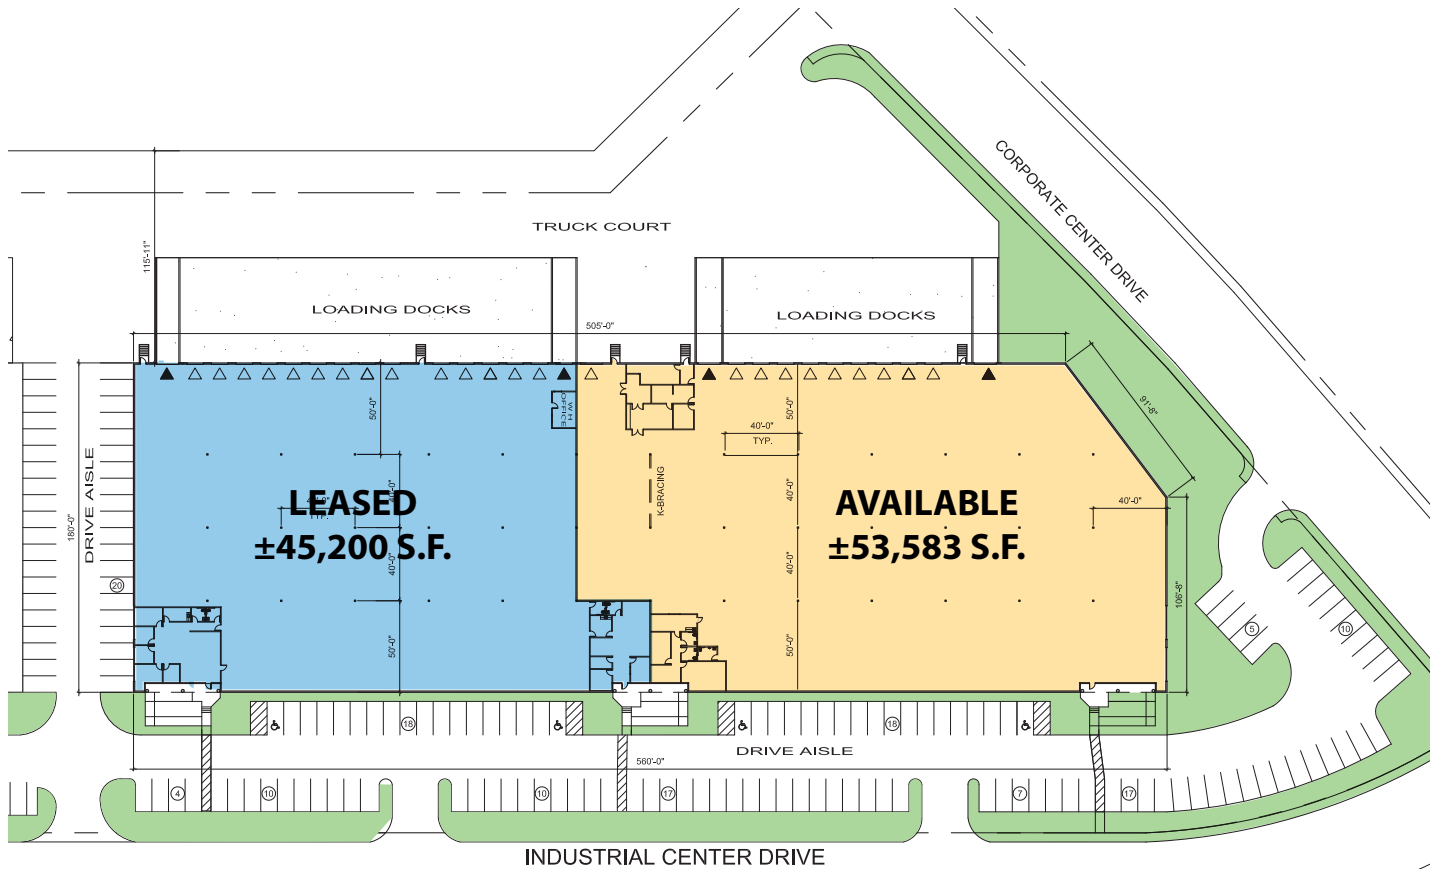 CORPORATE CENTER DRIVE
TRUCK COURT
115'-11"
LOADING DOCKS
LOADING DOCKS
505'-0"
50'-0"
W H
OFFICE
50'-0"
91'-8"
40'-0"
TYP.
DRIVE AISLE
180'-0"
K-BRACING
40'-0"
40'-0"
LEASED
±45,200 S.F.
TYP.
AVAILABLE
±53,583 S.F.
40'-0"
40'-0"
40'-0"
106'-8"
20
5
10
50'-0"
50'-0"
18
18
DRIVE AISLE
560'-0"
4
10
10
17
7
17
INDUSTRIAL CENTER DRIVE